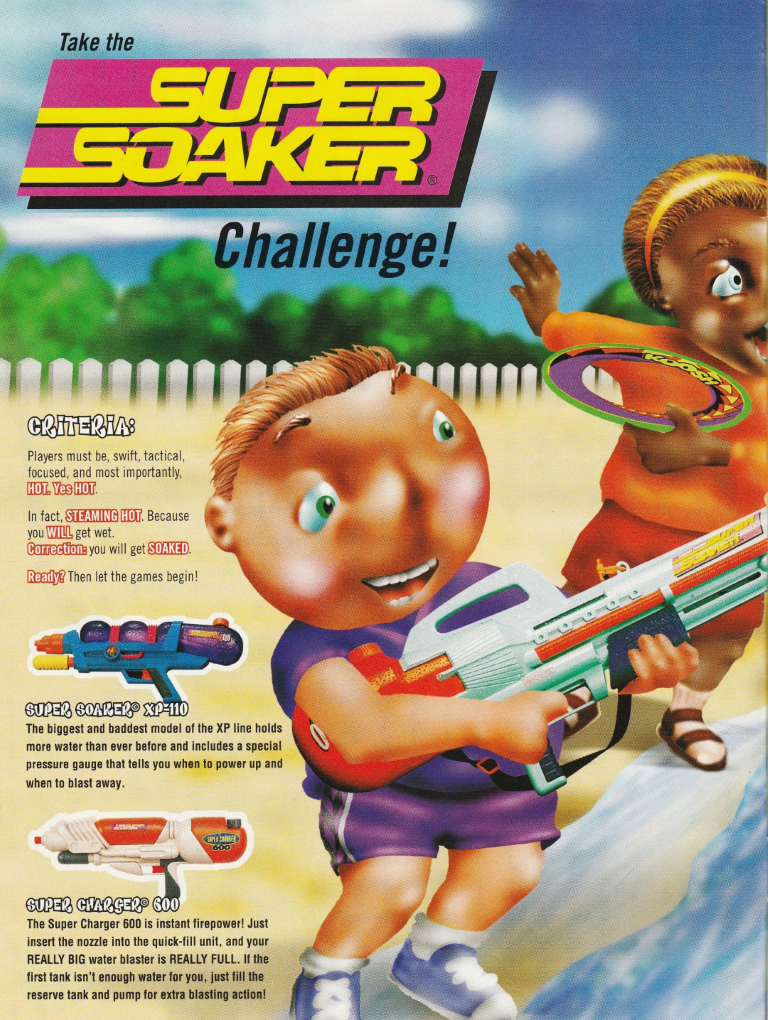 Take the
SUPER
SOAKER®
Challenge!
KOOSH
CRITERIA:
Players must be, swift, tactical,
focused, and most importantly,
HOT. Yes HOT.
In fact, STEAMING HOT. Because
you WILL get wet.
Correction: you will get SOAKED.
Ready? Then let the games begin!
SUPER SOAKER
SUPER SOAKER® XP-110
The biggest and baddest model of the XP line holds
more water than ever before and includes a special
pressure gauge that tells you when to power up and
when to blast away.
SUPER CHARGER
600
SUPER CHARGER® 600
The Super Charger 600 is instant firepower! Just
insert the nozzle into the quick-fill unit, and your
REALLY BIG water blaster is REALLY FULL. If the
first tank isn't enough water for you, just fill the
reserve tank and pump for extra blasting action!